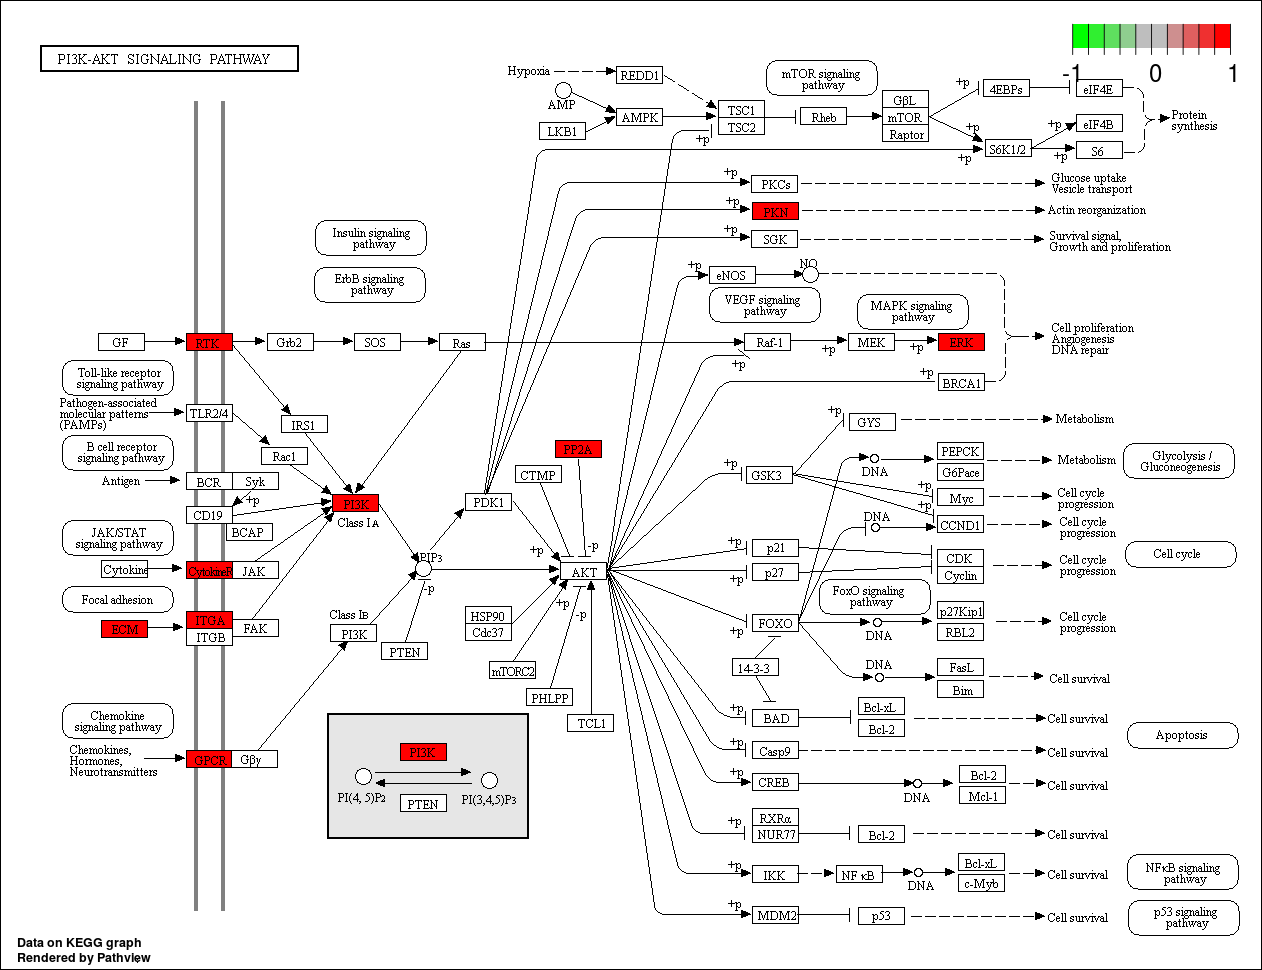 PI3K-AKT SIGNALING PATHWAY
-1
0
1
Hypoxia
REDD1
mTOR signaling
pathway
AMP
LKB1
AMPK
+p
TSC1
TSC2
Rheb
GβL
mTOR
Raptor
+p
4EBPs
eIF4E
+p
+p
eIF4B
S6K1/2
+p
+p
S6
Protein
synthesis
+p
PKCs
Glucose uptake
Vesicle transport
+p
PKN
Actin reorganization
+p
SGK
Survival signal,
Growth and proliferation
Insulin signaling
pathway
ErbB signaling
pathway
+p
eNOS
NO
VEGF signaling
pathway
MAPK signaling
pathway
GF
RTK
Grb2
SOS
Ras
Raf-1
+p
MEK
+p
ERK
+p
Cell proliferation
Angiogenesis
DNA repair
+p
BRCA1
Toll-like receptor
signaling pathway
Pathogen-associated
molecular patterns
(PAMPs)
TLR2/4
IRS1
Rac1
B cell receptor
signaling pathway
Antigen
BCR
Syk
+p
CD19
BCAP
PI3K
Class IA
PDK1
CTMP
PP2A
+p
GYS
Metabolism
GSK3
+p
DNA
PEPCK
G6Pace
Metabolism
Glycolysis /
Gluconeogenesis
+p
Myc
Cell cycle
progression
+p
DNA
CCND1
Cell cycle
progression
JAK/STAT
signaling pathway
Cytokine
CytokineR
JAK
PIP3
+p
-p
AKT
+p
p21
+p
p27
CDK
Cyclin
Cell cycle
progression
Cell cycle
Focal adhesion
ECM
ITGA
ITGB
FAK
Class IB
PI3K
-p
PTEN
HSP90
Cdc37
+p
-p
mTORC2
PHLPP
TCL1
FOXO
+p
FoxO signaling
pathway
DNA
p27Kip1
RBL2
Cell cycle
progression
14-3-3
DNA
FasL
Bim
Cell survival
Chemokine
signaling pathway
Chemokines,
Hormones,
Neurotransmitters
GPCR
Gβγ
PI3K
PI(4, 5)P2
PI(3,4,5)P3
PTEN
+p
BAD
Bcl-xL
Bcl-2
Cell survival
Apoptosis
+p
Casp9
Cell survival
+p
CREB
DNA
Bcl-2
Mcl-1
Cell survival
+p
RXRα
NUR77
Bcl-2
Cell survival
+p
IKK
NFκB
DNA
Bcl-xL
c-Myb
Cell survival
NFκB signaling
pathway
+p
MDM2
p53
Cell survival
p53 signaling
pathway
Data on KEGG graph
Rendered by Pathview